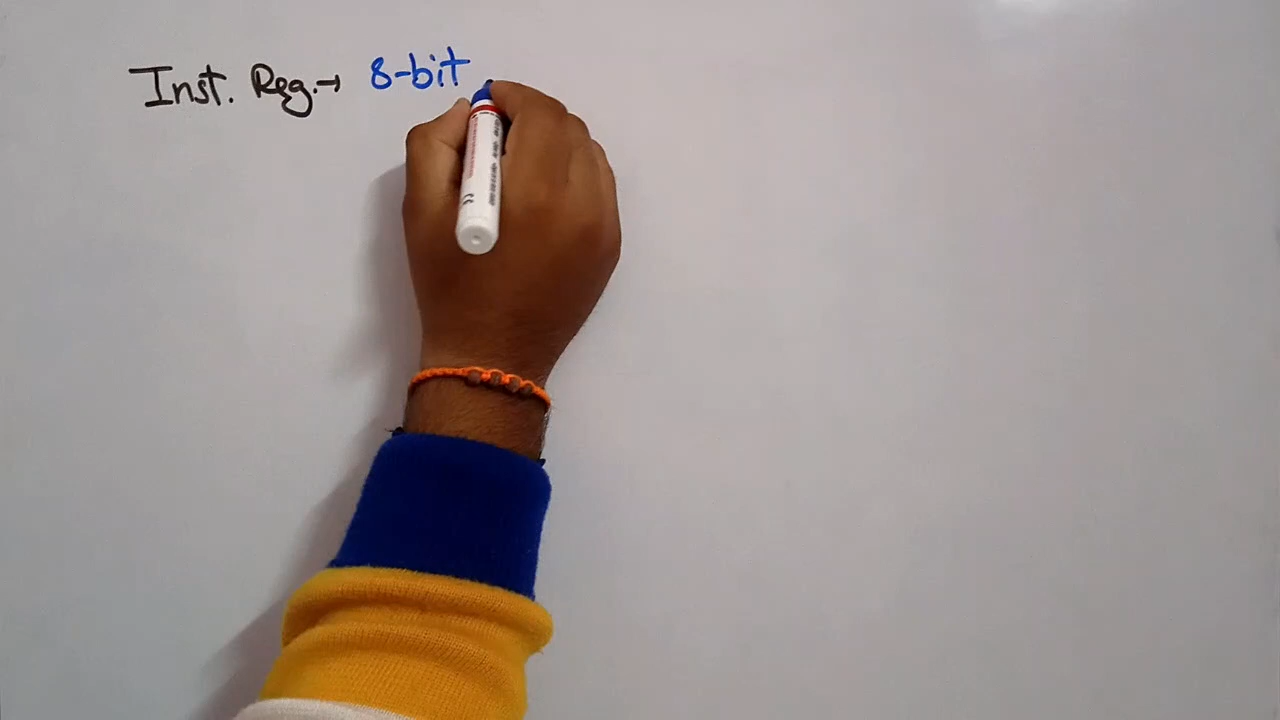 Inst. Reg. → 8-bit